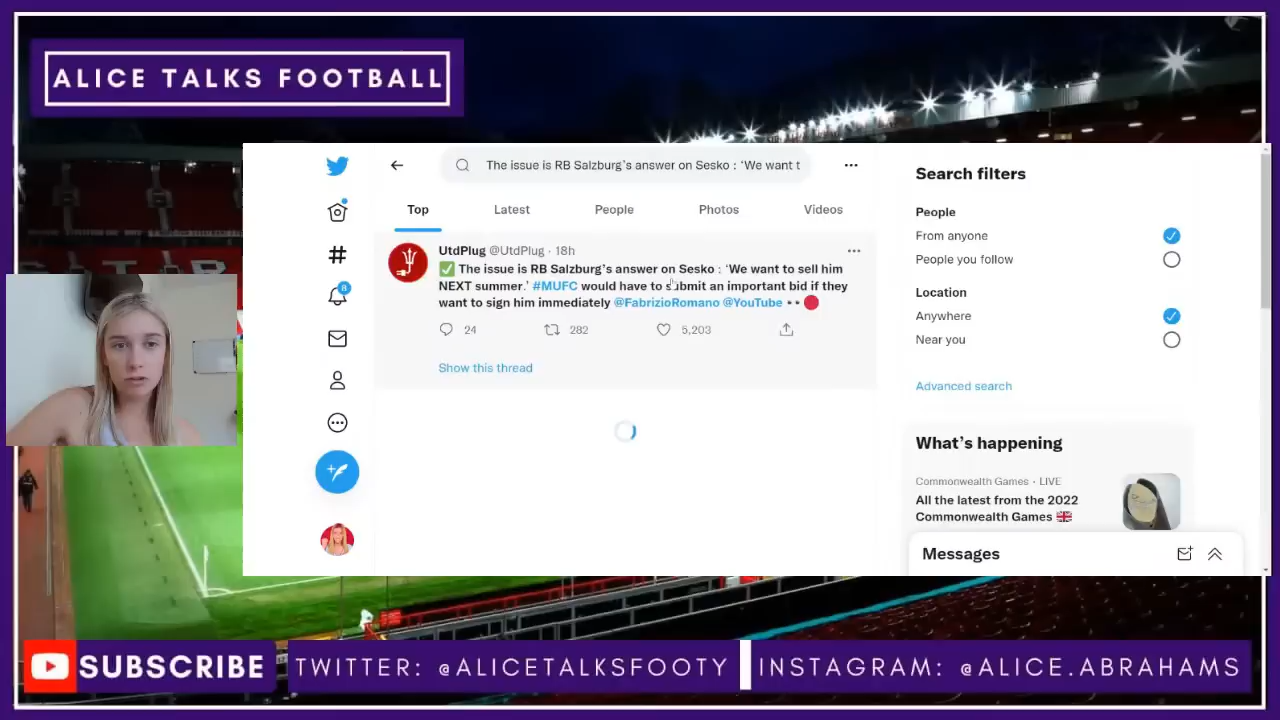 ALICE TALKS FOOTBALL
The issue is RB Salzburg's answer on Sesko : 'We want t
Top
Latest
People
Photos
Videos
UtdPlug @UtdPlug · 18h
✅ The issue is RB Salzburg's answer on Sesko : 'We want to sell him
NEXT summer.' #MUFC would have to submit an important bid if they
want to sign him immediately @FabrizioRomano @YouTube 👀 🔴
24
282
5,203
Show this thread
8
Search filters
People
From anyone
People you follow
Location
Anywhere
Near you
Advanced search
What's happening
Commonwealth Games · LIVE
All the latest from the 2022
Commonwealth Games 🇬🇧
Messages
SUBSCRIBE
TWITTER: @ALICETALKSFOOTY
INSTAGRAM: @ALICE.ABRAHAMS